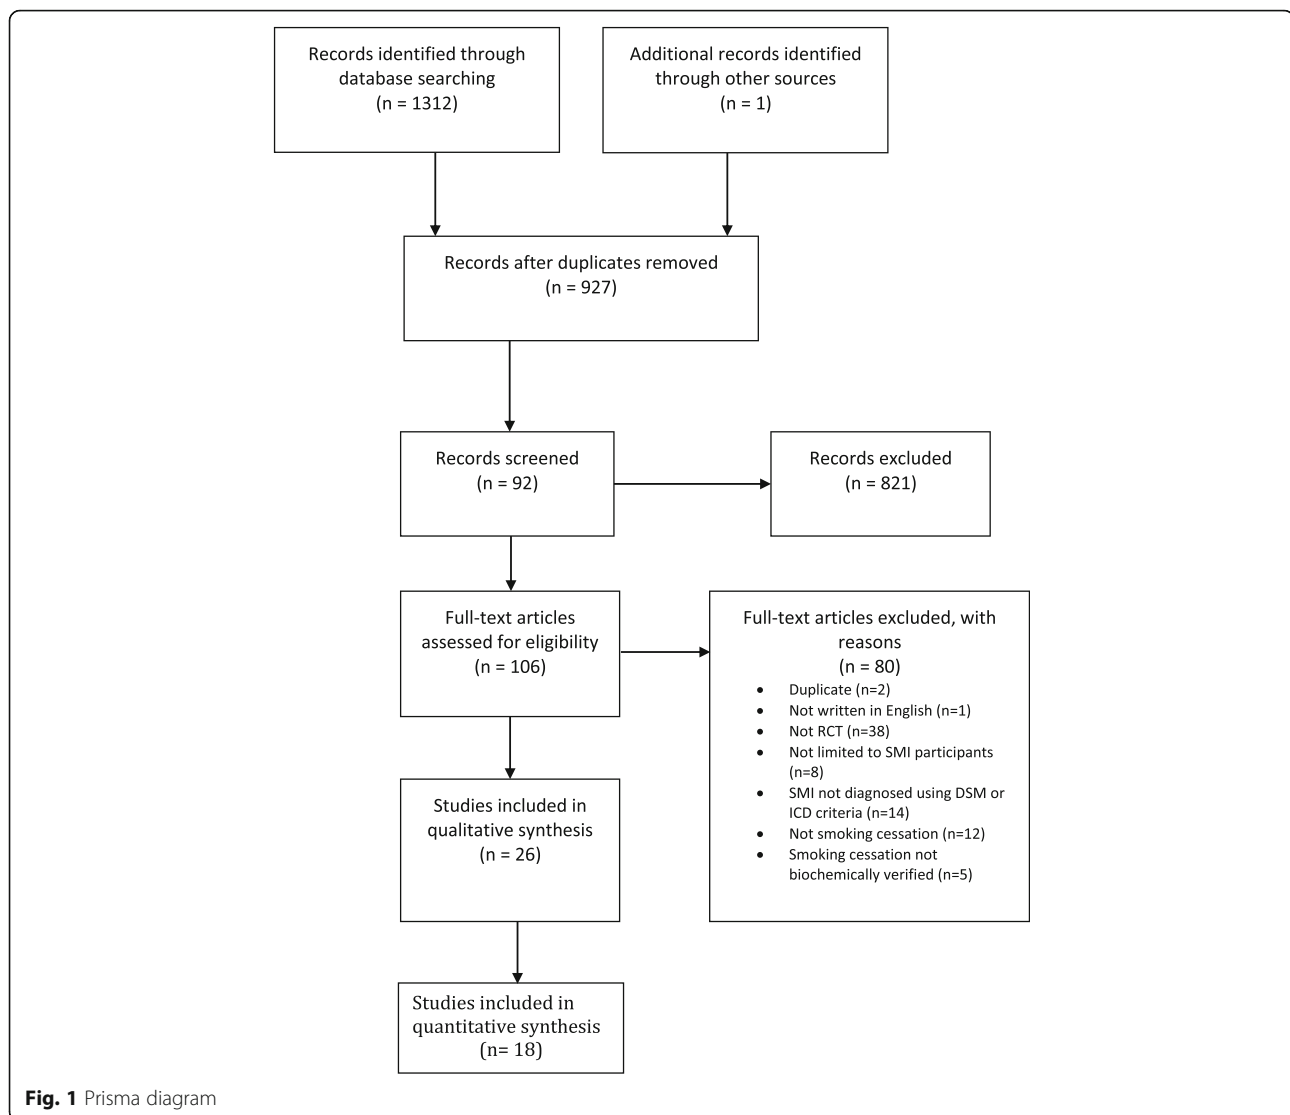 Records identified through
database searching
(n = 1312)
Additional records identified
through other sources
(n = 1)
Records after duplicates removed
(n = 927)
Records screened
(n = 92)
Records excluded
(n = 821)
Full-text articles
assessed for eligibility
(n = 106)
Full-text articles excluded, with
reasons
(n = 80)
• Duplicate (n=2)
• Not written in English (n=1)
• Not RCT (n=38)
• Not limited to SMI participants
(n=8)
• SMI not diagnosed using DSM or
ICD criteria (n=14)
• Not smoking cessation (n=12)
• Smoking cessation not
biochemically verified (n=5)
Studies included in
qualitative synthesis
(n = 26)
Studies included in
quantitative synthesis
(n= 18)
Fig. 1 Prisma diagram